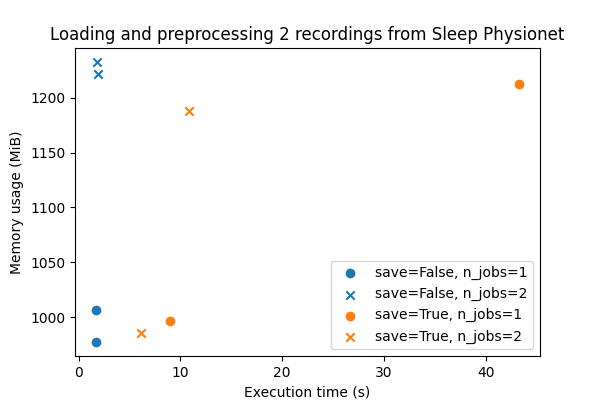 Loading and preprocessing 2 recordings from Sleep Physionet
Memory usage (MiB)
1200
1150
1100
1050
1000
save=False, n_jobs=1
save=False, n_jobs=2
save=True, n_jobs=1
save=True, n_jobs=2
0 10 20 30 40
Execution time (s)